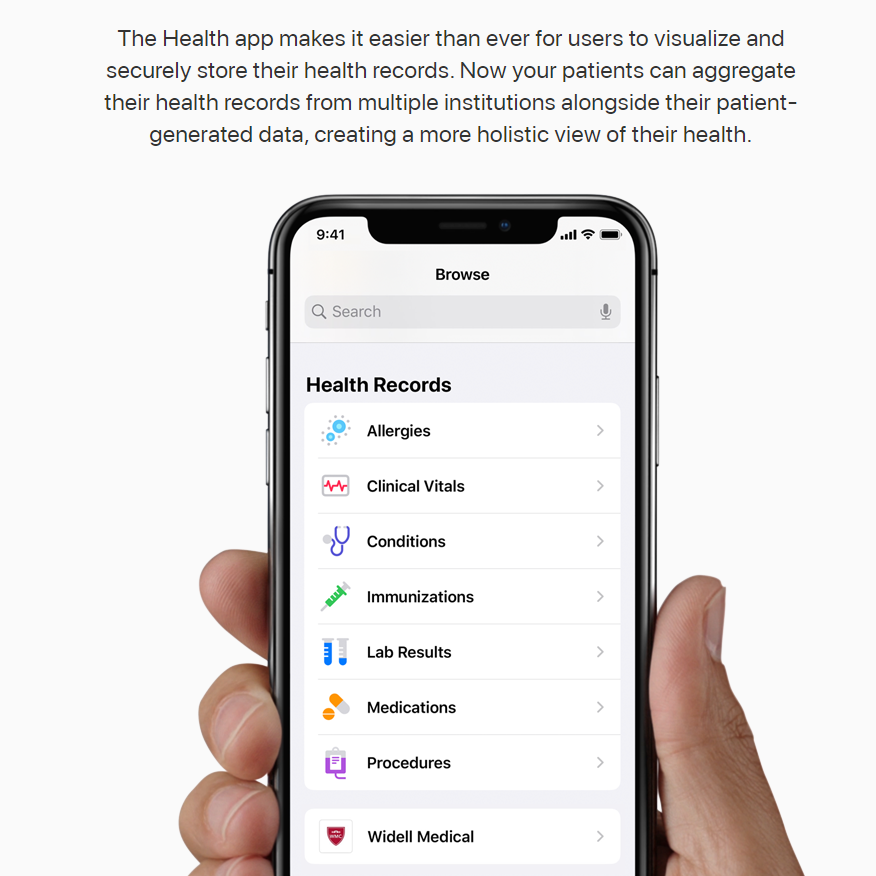 The Health app makes it easier than ever for users to visualize and
securely store their health records. Now your patients can aggregate
their health records from multiple institutions alongside their patient-
generated data, creating a more holistic view of their health.
9:41
Browse
Search
Health Records
Allergies
Clinical Vitals
Conditions
Immunizations
Lab Results
Medications
Procedures
WMC
Widell Medical